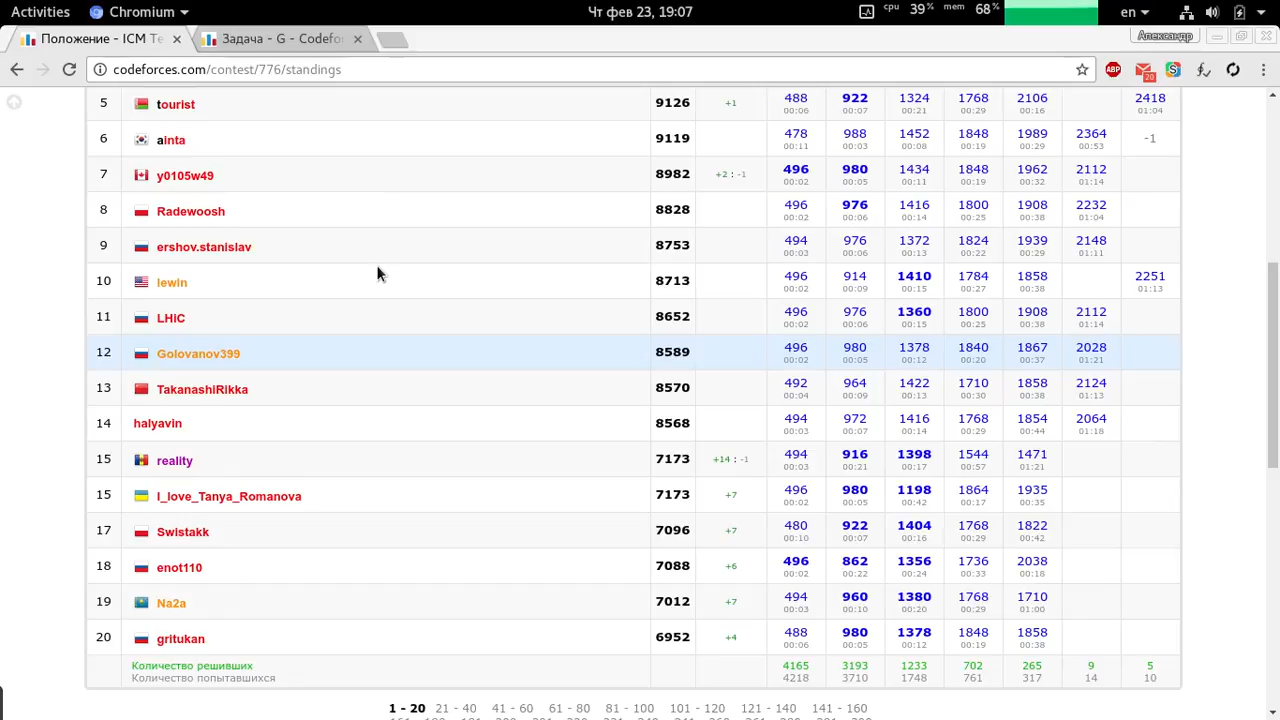 Activities Chromium Чт фев 23, 19:07 cpu 39% mem 68% en
Положение - ICM Te Задача - G - Codefo Александр
codeforces.com/contest/776/standings ABP 20
5 tourist 9126 +1 488 922 1324 1768 2106 2418
00:06 00:07 00:21 00:29 00:16 01:04
6 ainta 9119 478 988 1452 1848 1989 2364 -1
00:11 00:03 00:08 00:19 00:29 00:53
7 y0105w49 8982 +2 : -1 496 980 1434 1848 1962 2112
00:02 00:05 00:11 00:19 00:32 01:14
8 Radewoosh 8828 496 976 1416 1800 1908 2232
00:02 00:06 00:14 00:25 00:38 01:04
9 ershov.stanislav 8753 494 976 1372 1824 1939 2148
00:03 00:06 00:13 00:22 00:29 01:11
10 lewin 8713 496 914 1410 1784 1858 2251
00:02 00:09 00:15 00:27 00:38 01:13
11 LHiC 8652 496 976 1360 1800 1908 2112
00:02 00:06 00:15 00:25 00:38 01:14
12 Golovanov399 8589 496 980 1378 1840 1867 2028
00:02 00:05 00:12 00:20 00:37 01:21
13 TakanashiRikka 8570 492 964 1422 1710 1858 2124
00:04 00:09 00:13 00:30 00:38 01:13
14 halyavin 8568 494 972 1416 1768 1854 2064
00:03 00:07 00:14 00:29 00:44 01:18
15 reality 7173 +14 : -1 494 916 1398 1544 1471
00:03 00:21 00:17 00:57 01:21
15 I_love_Tanya_Romanova 7173 +7 496 980 1198 1864 1935
00:02 00:05 00:42 00:17 00:35
17 Swistakk 7096 +7 480 922 1404 1768 1822
00:10 00:07 00:16 00:29 00:42
18 enot110 7088 +6 496 862 1356 1736 2038
00:02 00:22 00:24 00:33 00:18
19 Na2a 7012 +7 494 960 1380 1768 1710
00:03 00:10 00:20 00:29 01:00
20 gritukan 6952 +4 488 980 1378 1848 1858
00:06 00:05 00:12 00:19 00:38
Количество решивших 4165 3193 1233 702 265 9 5
Количество попытавшихся 4218 3710 1748 761 317 14 10
1 - 20 21 - 40 41 - 60 61 - 80 81 - 100 101 - 120 121 - 140 141 - 160